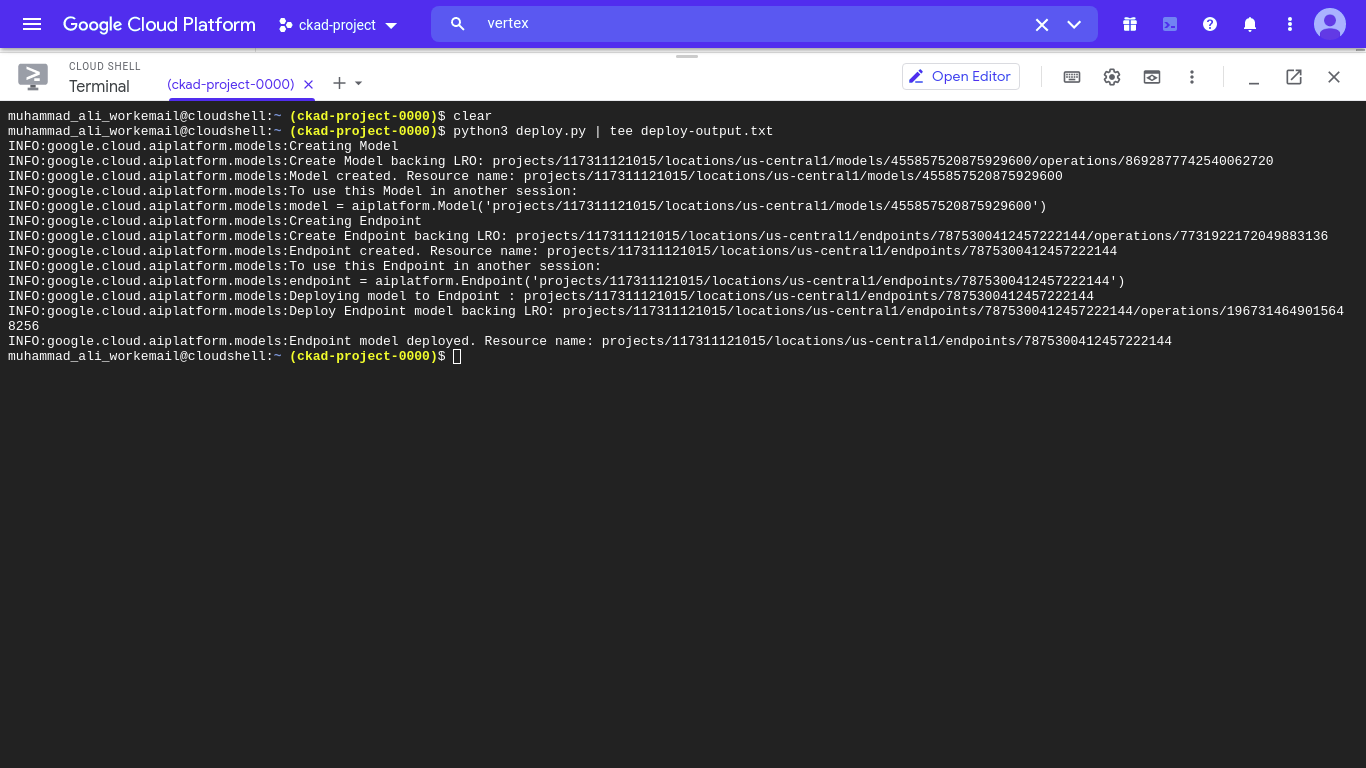 Google Cloud Platform
ckad-project
vertex
CLOUD SHELL
Terminal
(ckad-project-0000)
Open Editor
muhammad_ali_workemail@cloudshell:~ (ckad-project-0000)$ clear
muhammad_ali_workemail@cloudshell:~ (ckad-project-0000)$ python3 deploy.py | tee deploy-output.txt
INFO:google.cloud.aiplatform.models:Creating Model
INFO:google.cloud.aiplatform.models:Create Model backing LRO: projects/117311121015/locations/us-central1/models/455857520875929600/operations/8692877742540062720
INFO:google.cloud.aiplatform.models:Model created. Resource name: projects/117311121015/locations/us-central1/models/455857520875929600
INFO:google.cloud.aiplatform.models:To use this Model in another session:
INFO:google.cloud.aiplatform.models:model = aiplatform.Model('projects/117311121015/locations/us-central1/models/455857520875929600')
INFO:google.cloud.aiplatform.models:Creating Endpoint
INFO:google.cloud.aiplatform.models:Create Endpoint backing LRO: projects/117311121015/locations/us-central1/endpoints/7875300412457222144/operations/7731922172049883136
INFO:google.cloud.aiplatform.models:Endpoint created. Resource name: projects/117311121015/locations/us-central1/endpoints/7875300412457222144
INFO:google.cloud.aiplatform.models:To use this Endpoint in another session:
INFO:google.cloud.aiplatform.models:endpoint = aiplatform.Endpoint('projects/117311121015/locations/us-central1/endpoints/7875300412457222144')
INFO:google.cloud.aiplatform.models:Deploying model to Endpoint : projects/117311121015/locations/us-central1/endpoints/7875300412457222144
INFO:google.cloud.aiplatform.models:Deploy Endpoint model backing LRO: projects/117311121015/locations/us-central1/endpoints/7875300412457222144/operations/196731464901564
8256
INFO:google.cloud.aiplatform.models:Endpoint model deployed. Resource name: projects/117311121015/locations/us-central1/endpoints/7875300412457222144
muhammad_ali_workemail@cloudshell:~ (ckad-project-0000)$